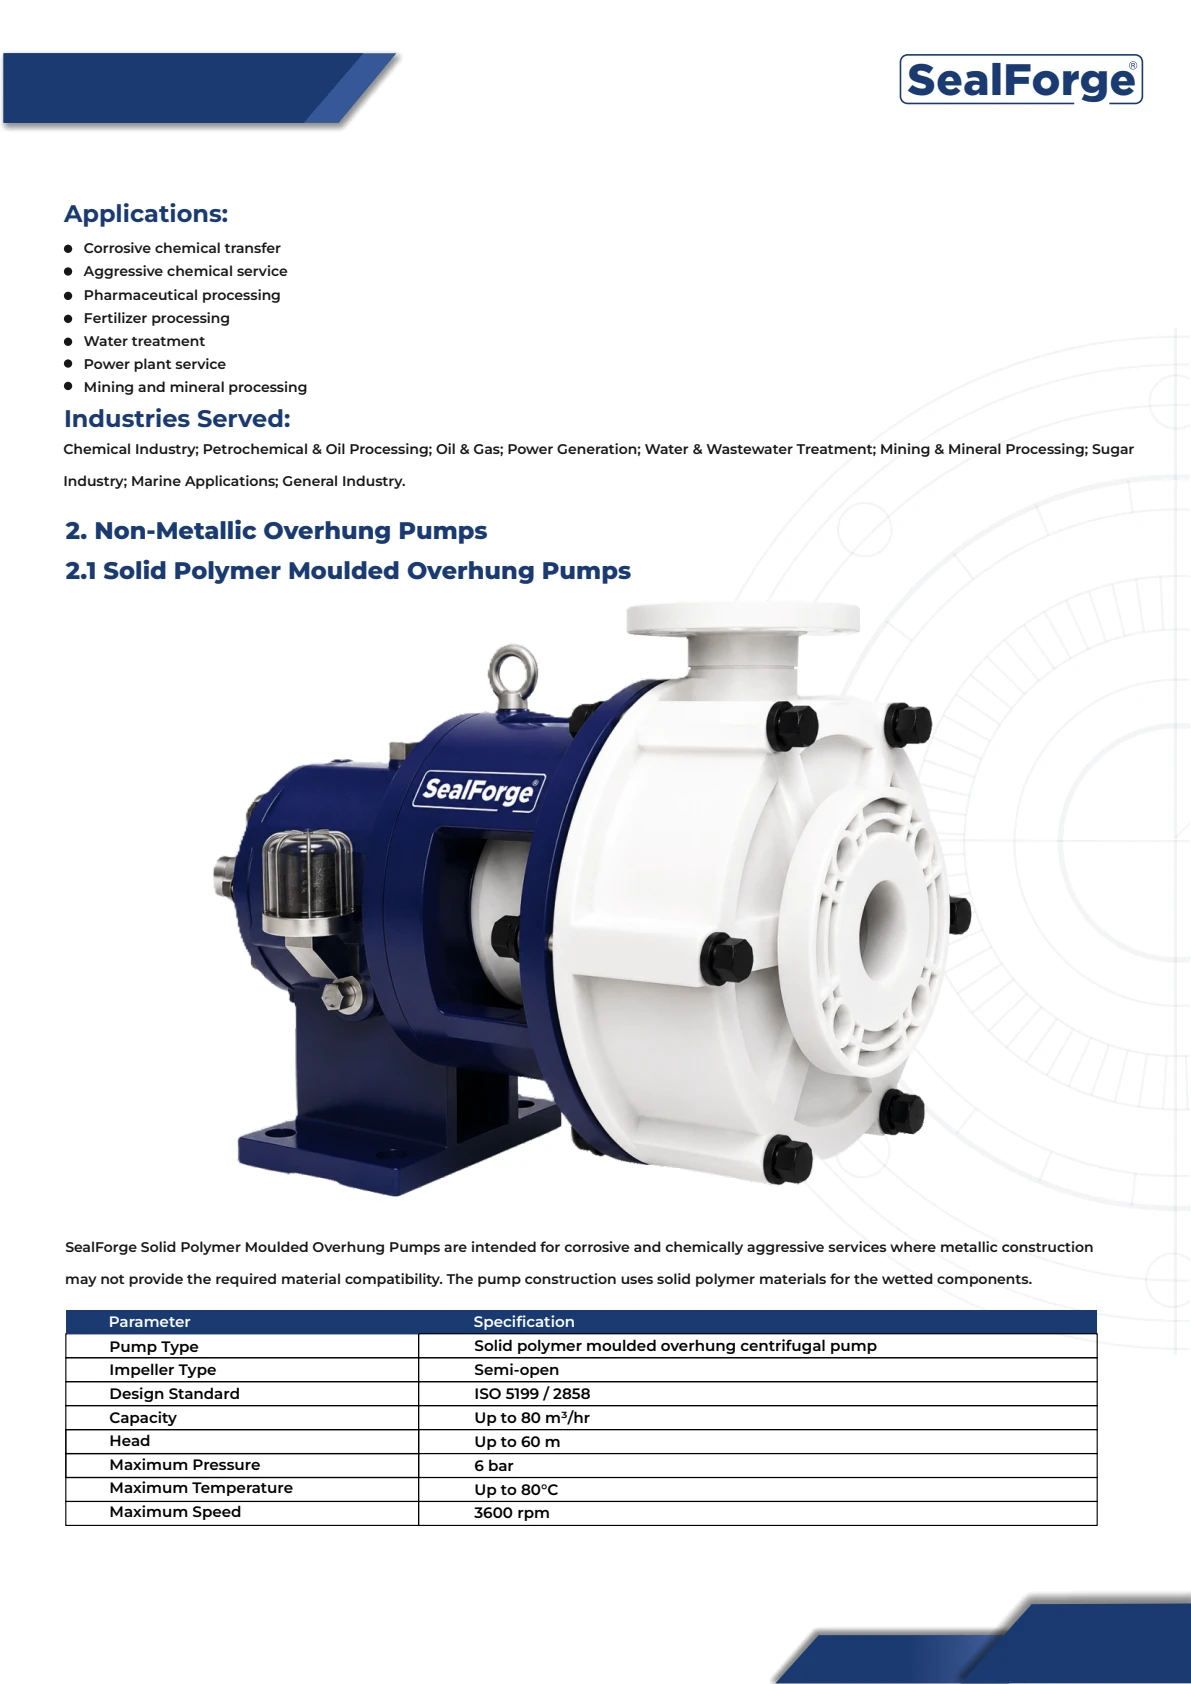 SealForge®
Applications:
● Corrosive chemical transfer
● Aggressive chemical service
● Pharmaceutical processing
● Fertilizer processing
● Water treatment
● Power plant service
● Mining and mineral processing
Industries Served:
Chemical Industry; Petrochemical & Oil Processing; Oil & Gas; Power Generation; Water & Wastewater Treatment; Mining & Mineral Processing; Sugar
Industry; Marine Applications; General Industry.
2. Non-Metallic Overhung Pumps
2.1 Solid Polymer Moulded Overhung Pumps
SealForge®
SealForge Solid Polymer Moulded Overhung Pumps are intended for corrosive and chemically aggressive services where metallic construction
may not provide the required material compatibility. The pump construction uses solid polymer materials for the wetted components.
Parameter Specification
Pump Type Solid polymer moulded overhung centrifugal pump
Impeller Type Semi-open
Design Standard ISO 5199 / 2858
Capacity Up to 80 m³/hr
Head Up to 60 m
Maximum Pressure 6 bar
Maximum Temperature Up to 80°C
Maximum Speed 3600 rpm